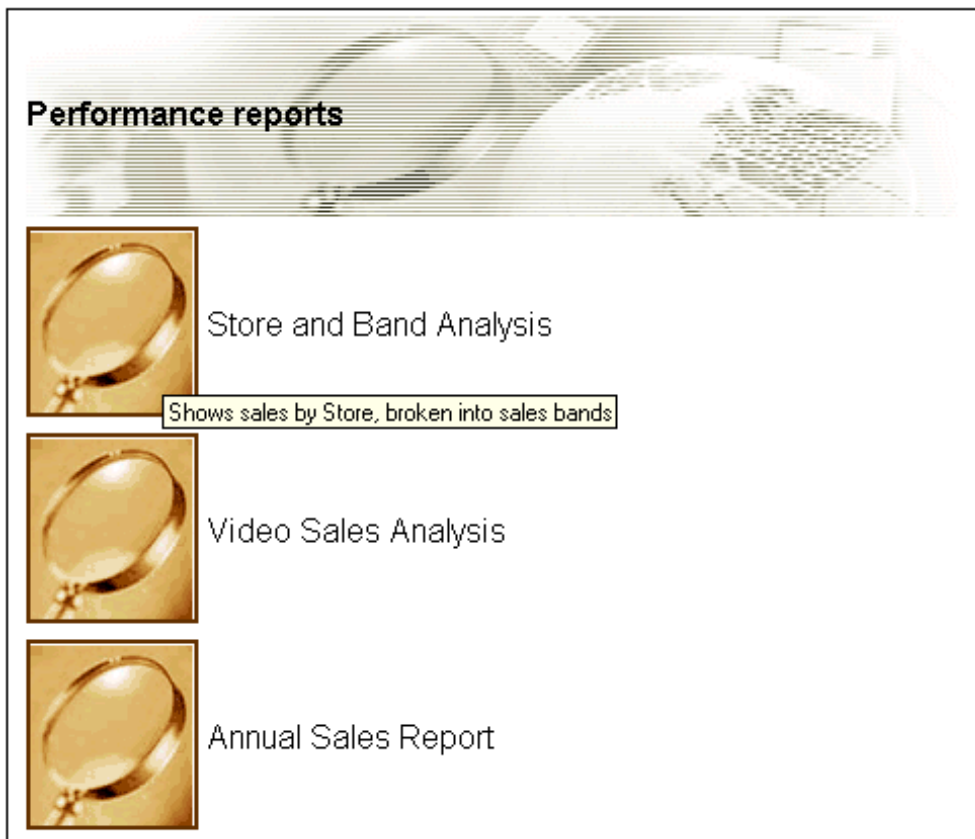 Performance reports
Store and Band Analysis
Shows sales by Store, broken into sales bands
Video Sales Analysis
Annual Sales Report